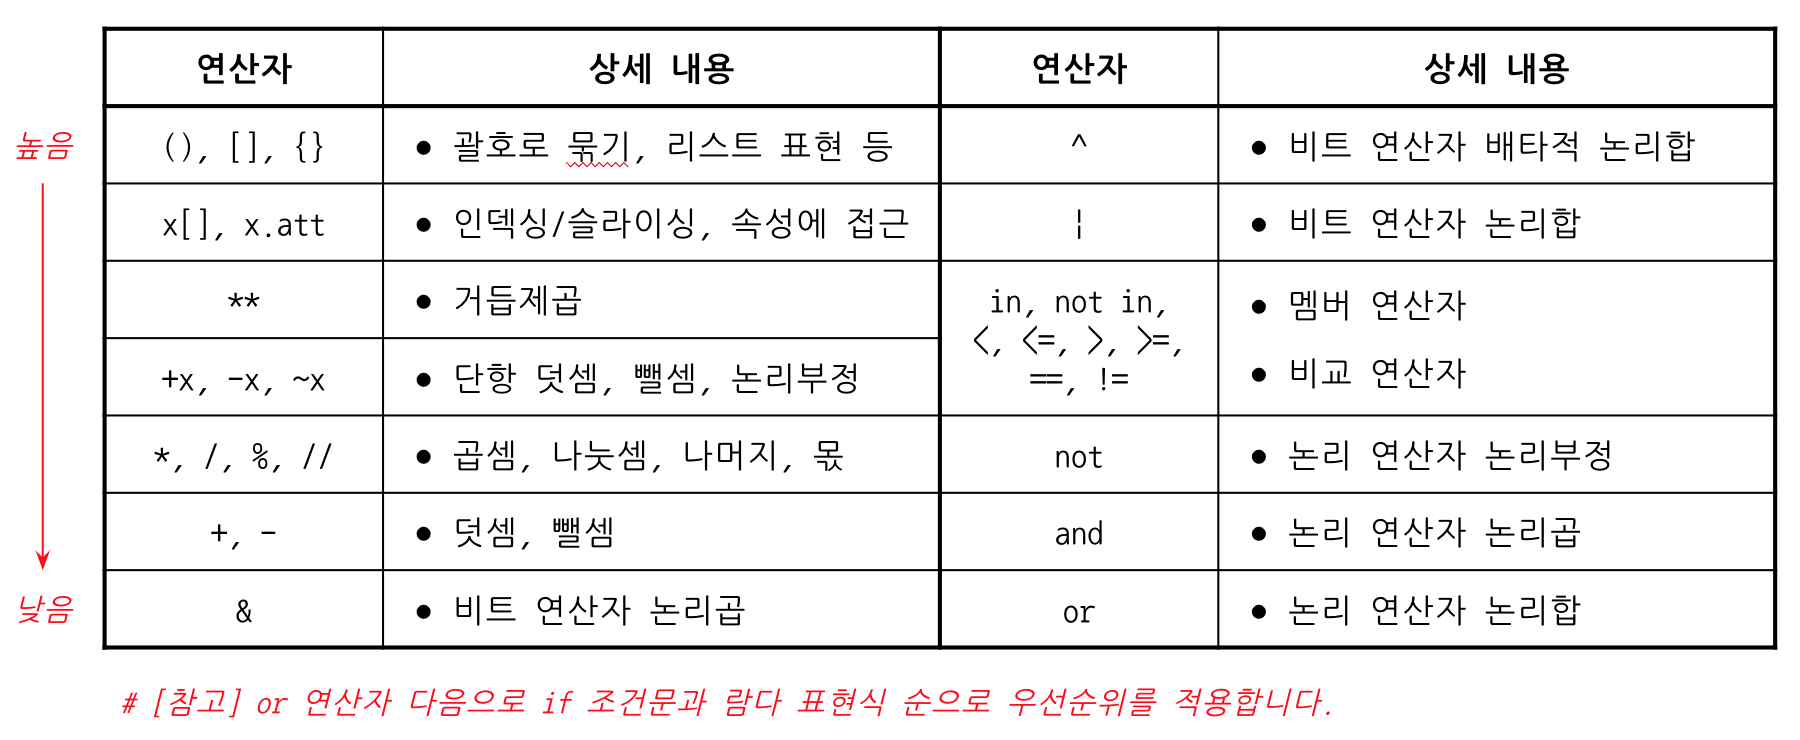 연산자 상세 내용 연산자 상세 내용
높음
(), [], {} ● 괄호로 묶기, 리스트 표현 등 ^ ● 비트 연산자 배타적 논리합
x[], x.att ● 인덱싱/슬라이싱, 속성에 접근 ¦ ● 비트 연산자 논리합
** ● 거듭제곱
in, not in,
<, <=, >, >=,
==, !=
● 멤버 연산자
● 비교 연산자
+x, -x, ~x ● 단항 덧셈, 뺄셈, 논리부정
*, /, %, // ● 곱셈, 나눗셈, 나머지, 몫 not ● 논리 연산자 논리부정
+, - ● 덧셈, 뺄셈 and ● 논리 연산자 논리곱
낮음
& ● 비트 연산자 논리곱 or ● 논리 연산자 논리합
# [참고] or 연산자 다음으로 if 조건문과 람다 표현식 순으로 우선순위를 적용합니다.